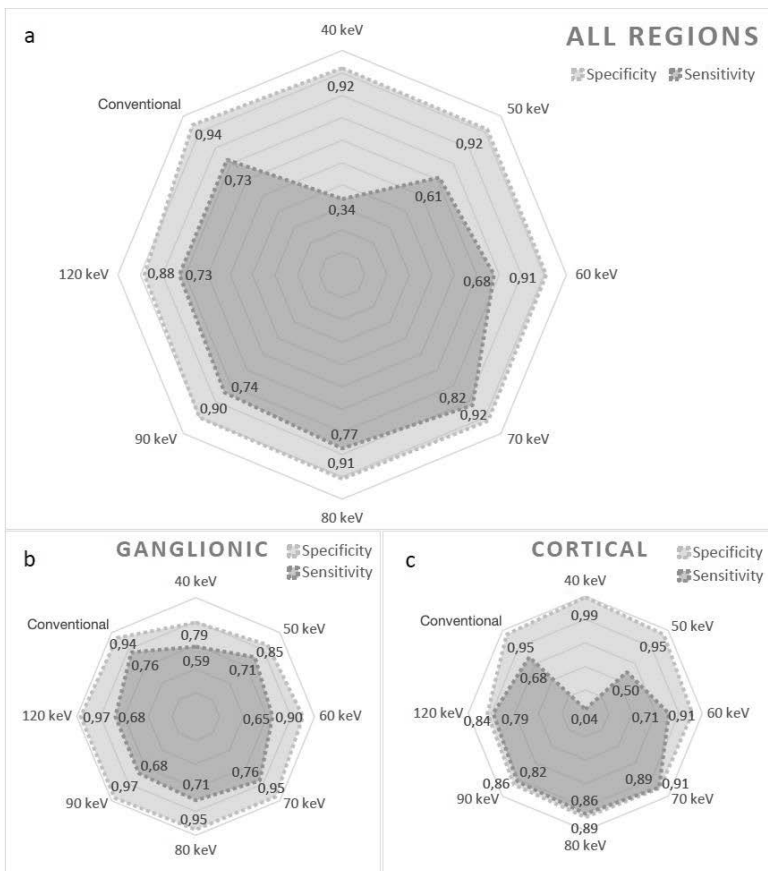 a
ALL REGIONS
Specificity Sensitivity
40 keV
0,92
Conventional
50 keV
0,94
0,92
0,73
0,61
0,34
120 keV
0,88
0,73
0,68
0,91
60 keV
0,74
0,82
0,90
0,92
90 keV
0,77
70 keV
0,91
80 keV
b
GANGLIONIC
Specificity
Sensitivity
40 keV
Conventional
50 keV
0,94
0,79
0,85
0,76
0,59
0,71
120 keV
0,97
0,68
0,65
0,90
60 keV
0,68
0,76
0,97
0,71
0,95
90 keV
70 keV
0,95
80 keV
c
CORTICAL
Specificity
Sensitivity
40 keV
Conventional
0,99
50 keV
0,95
0,95
0,68
0,50
120 keV
0,84
0,79
0,04
0,71
0,91
60 keV
0,82
0,89
0,86
0,86
0,91
90 keV
70 keV
0,89
80 keV